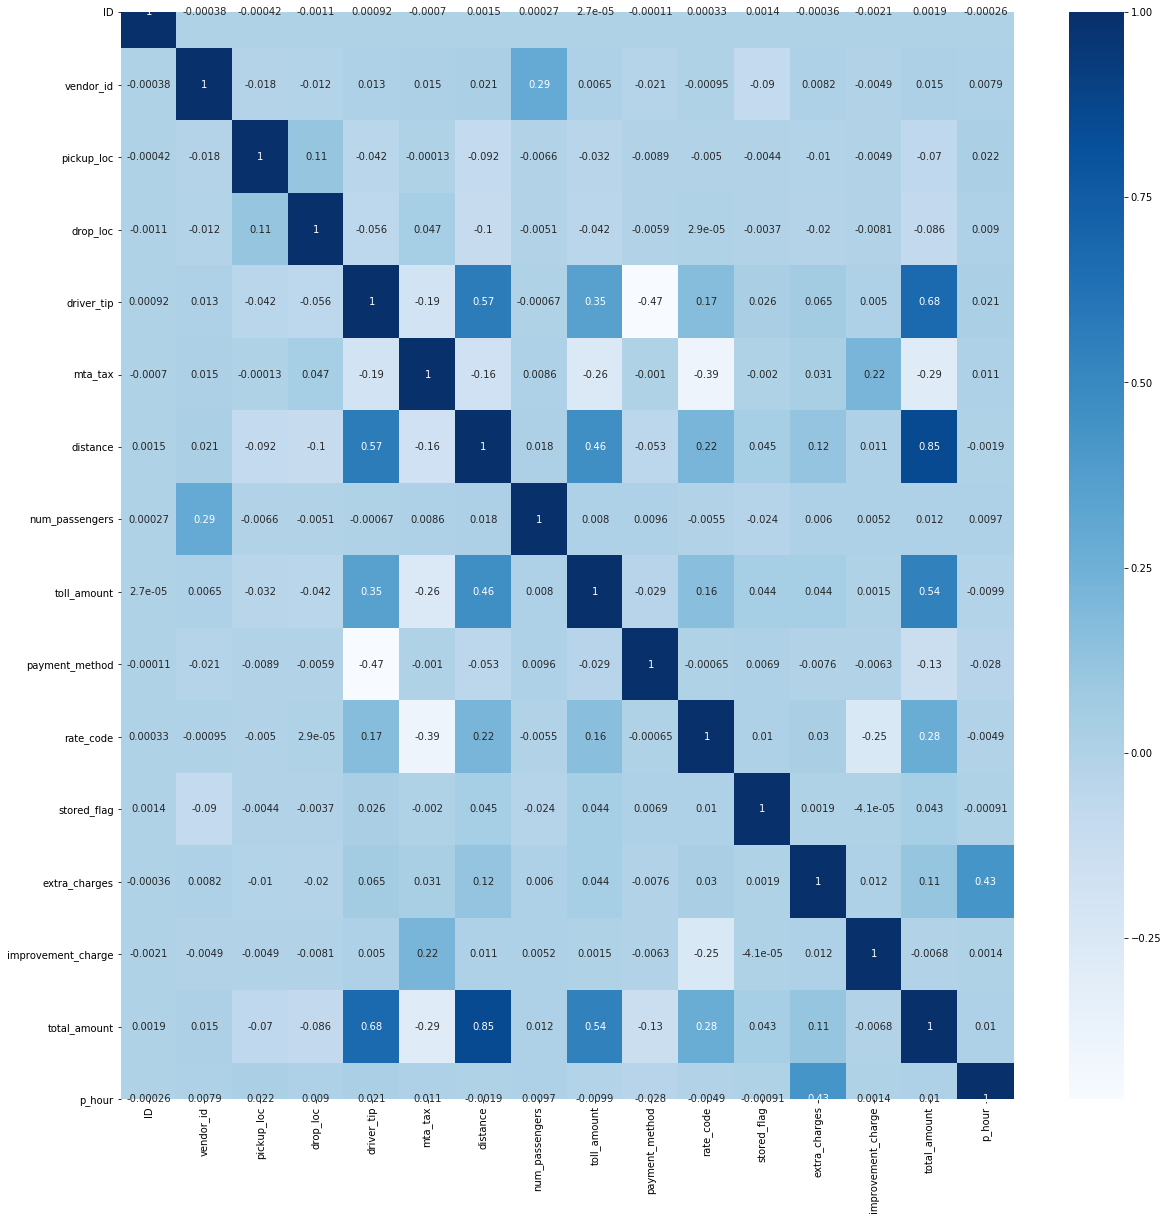 ID 1 -0.00038 -0.00042 -0.0011 0.00092 -0.0007 0.0015 0.00027 2.7e-05 -0.00011 0.00033 0.0014 -0.00036 -0.0021 0.0019 -0.00026
vendor_id -0.00038 1 -0.018 -0.012 0.013 0.015 0.021 0.29 0.0065 -0.021 -0.00095 -0.09 0.0082 -0.0049 0.015 0.0079
pickup_loc -0.00042 -0.018 1 0.11 -0.042 -0.00013 -0.092 -0.0066 -0.032 -0.0089 -0.005 -0.0044 -0.01 -0.0049 -0.07 0.022
drop_loc -0.0011 -0.012 0.11 1 -0.056 0.047 -0.1 -0.0051 -0.042 -0.0059 2.9e-05 -0.0037 -0.02 -0.0081 -0.086 0.009
driver_tip 0.00092 0.013 -0.042 -0.056 1 -0.19 0.57 -0.00067 0.35 -0.47 0.17 0.026 0.065 0.005 0.68 0.021
mta_tax -0.0007 0.015 -0.00013 0.047 -0.19 1 -0.16 0.0086 -0.26 -0.001 -0.39 -0.002 0.031 0.22 -0.29 0.011
distance 0.0015 0.021 -0.092 -0.1 0.57 -0.16 1 0.018 0.46 -0.053 0.22 0.045 0.12 0.011 0.85 -0.0019
num_passengers 0.00027 0.29 -0.0066 -0.0051 -0.00067 0.0086 0.018 1 0.008 0.0096 -0.0055 -0.024 0.006 0.0052 0.012 0.0097
toll_amount 2.7e-05 0.0065 -0.032 -0.042 0.35 -0.26 0.46 0.008 1 -0.029 0.16 0.044 0.044 0.0015 0.54 -0.0099
payment_method -0.00011 -0.021 -0.0089 -0.0059 -0.47 -0.001 -0.053 0.0096 -0.029 1 -0.00065 0.0069 -0.0076 -0.0063 -0.13 -0.028
rate_code 0.00033 -0.00095 -0.005 2.9e-05 0.17 -0.39 0.22 -0.0055 0.16 -0.00065 1 0.01 0.03 -0.25 0.28 -0.0049
stored_flag 0.0014 -0.09 -0.0044 -0.0037 0.026 -0.002 0.045 -0.024 0.044 0.0069 0.01 1 0.0019 -4.1e-05 0.043 -0.00091
extra_charges -0.00036 0.0082 -0.01 -0.02 0.065 0.031 0.12 0.006 0.044 -0.0076 0.03 0.0019 1 0.012 0.11 0.43
improvement_charge -0.0021 -0.0049 -0.0049 -0.0081 0.005 0.22 0.011 0.0052 0.0015 -0.0063 -0.25 -4.1e-05 0.012 1 -0.0068 0.0014
total_amount 0.0019 0.015 -0.07 -0.086 0.68 -0.29 0.85 0.012 0.54 -0.13 0.28 0.043 0.11 -0.0068 1 0.01
p_hour -0.00026 0.0079 0.022 0.009 0.021 0.011 -0.0019 0.0097 -0.0099 -0.028 -0.0049 -0.00091 0.43 0.0014 0.01 1
ID vendor_id pickup_loc drop_loc driver_tip mta_tax distance num_passengers toll_amount payment_method rate_code stored_flag extra_charges improvement_charge total_amount p_hour
1.00
0.75
0.50
0.25
0.00
−0.25